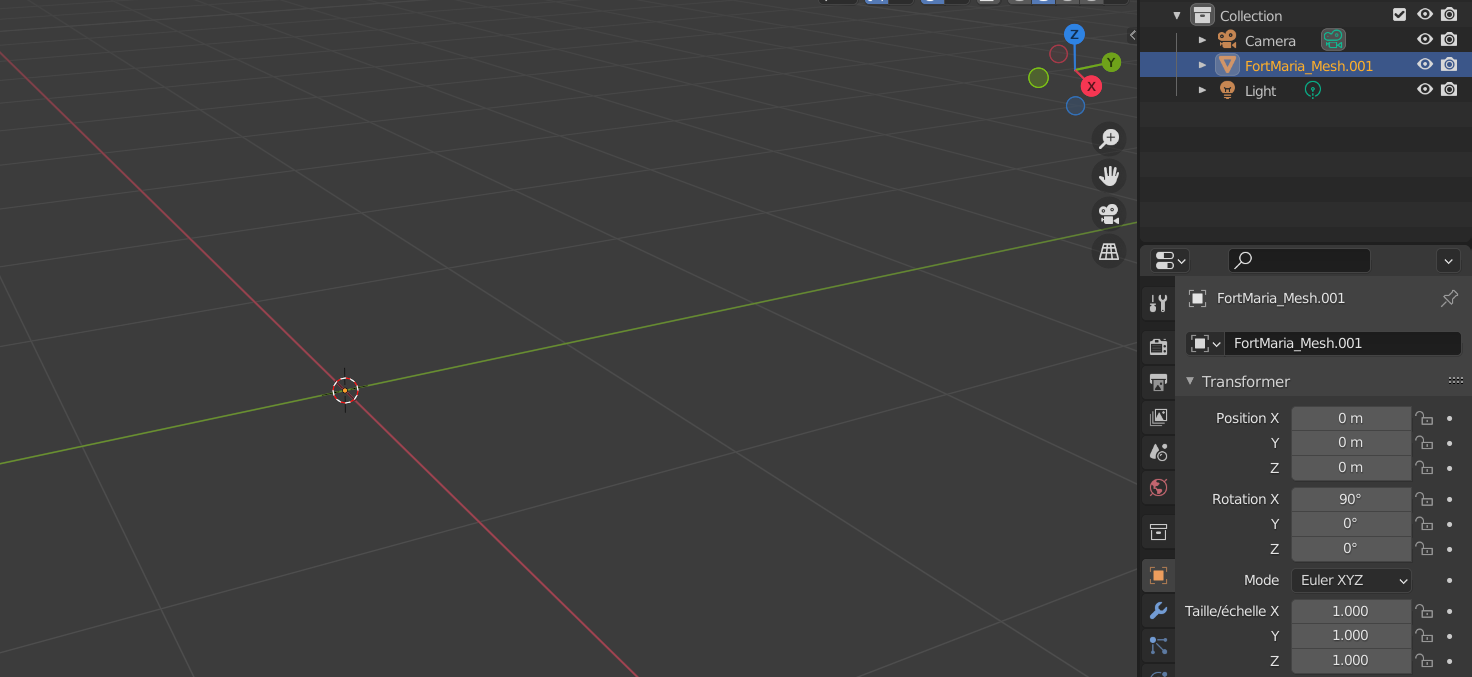 Collection
Camera
FortMaria_Mesh.001
Light
Z
Y
X
FortMaria_Mesh.001
FortMaria_Mesh.001
Transformer
Position X 0 m
Y 0 m
Z 0 m
Rotation X 90°
Y 0°
Z 0°
Mode Euler XYZ
Taille/échelle X 1.000
Y 1.000
Z 1.000